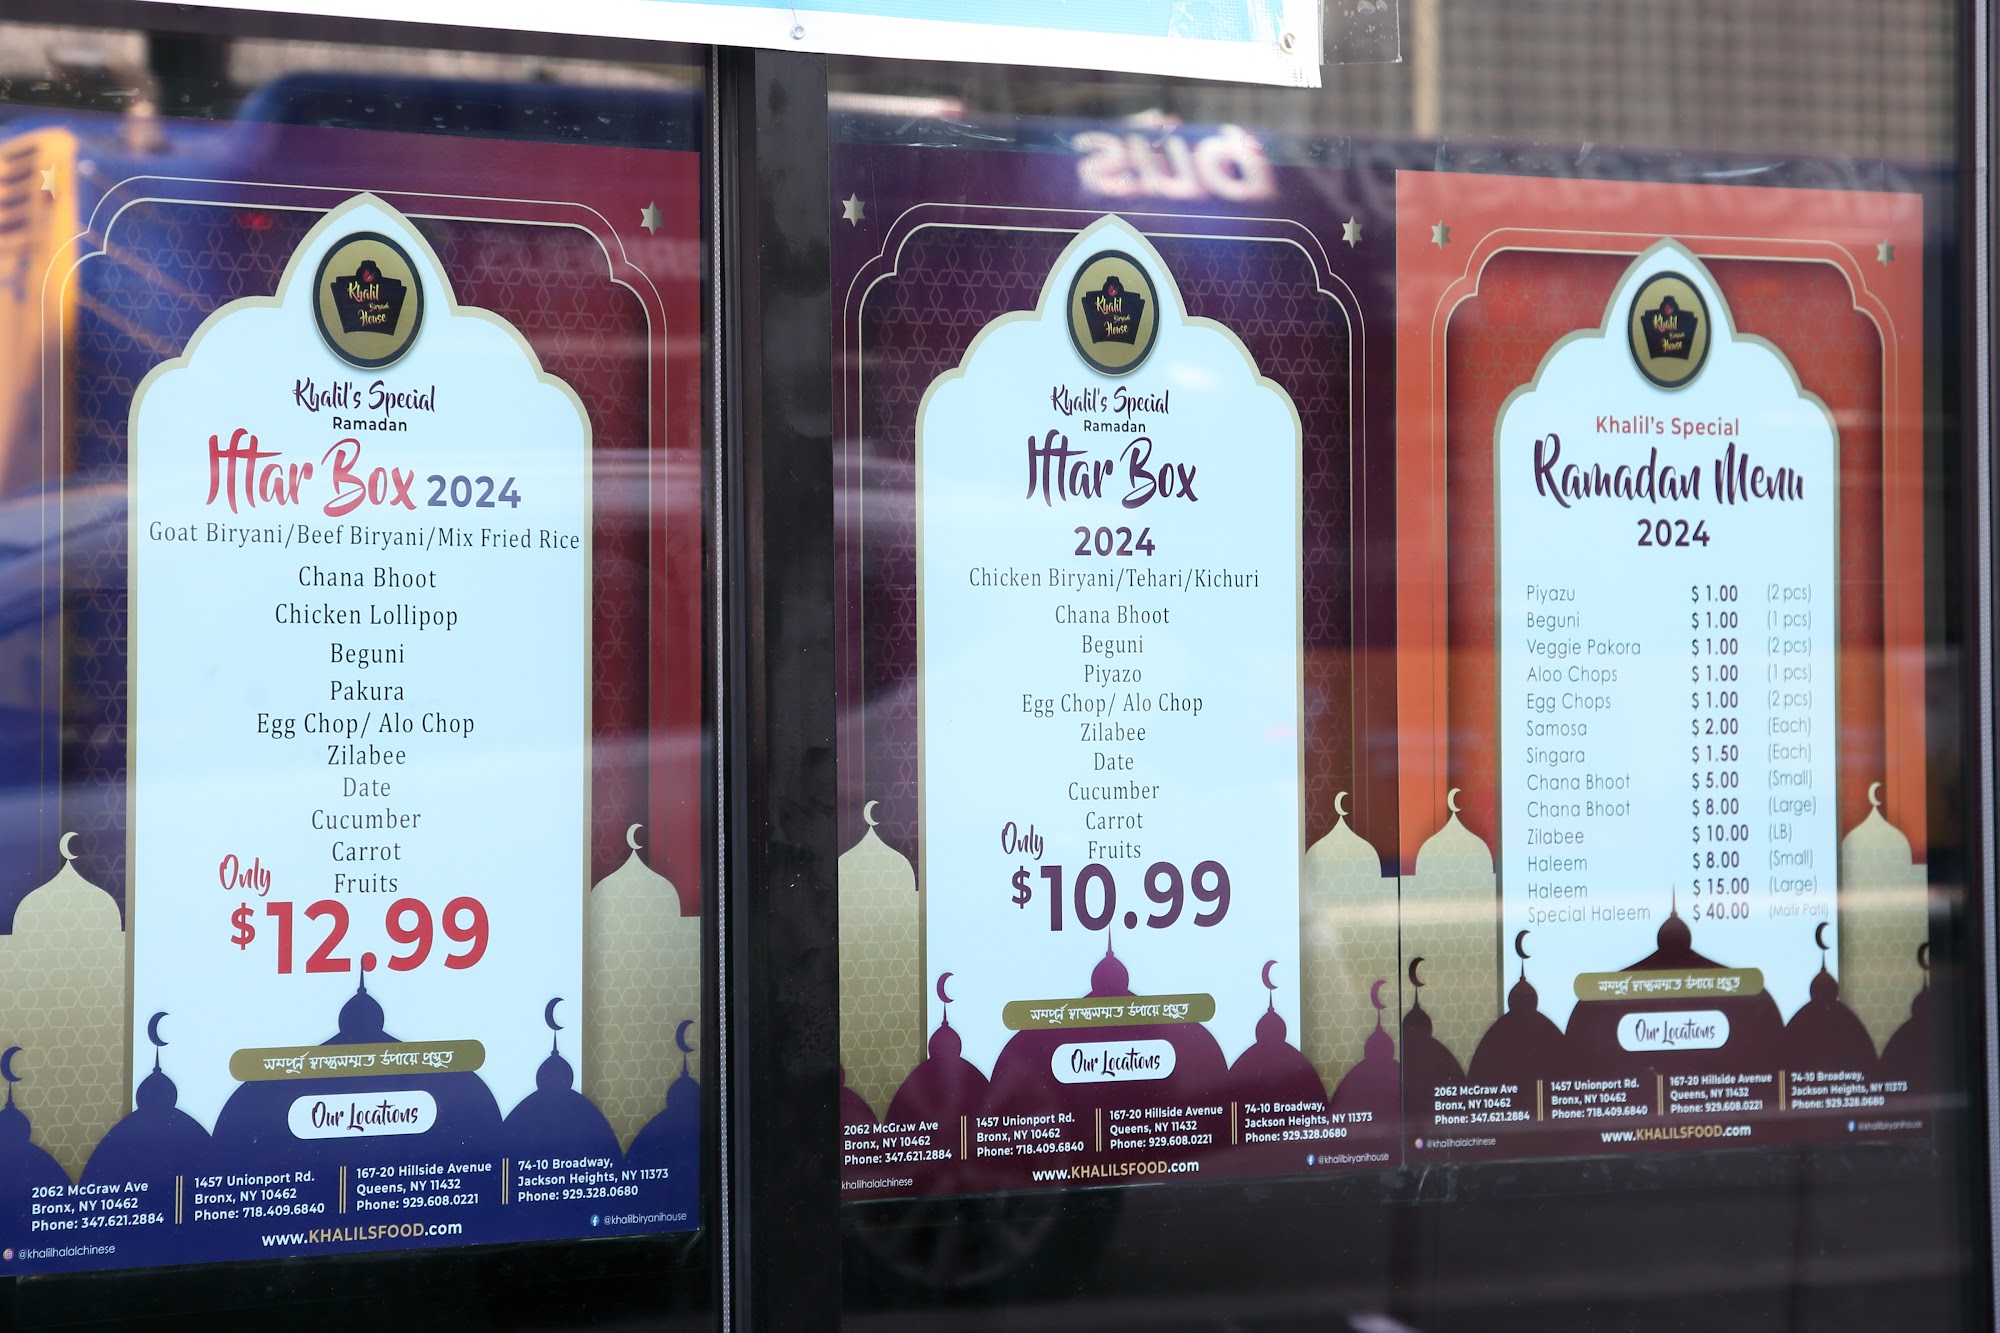 Khalil
Biryani
House
Khalil's Special
Ramadan
Iftar Box 2024
Goat Biryani/Beef Biryani/Mix Fried Rice
Chana Bhoot
Chicken Lollipop
Beguni
Pakura
Egg Chop/ Alo Chop
Zilabee
Date
Cucumber
Carrot
Fruits
Only
$12.99
সম্পূর্ন স্বাস্থ্যসম্মত উপায়ে প্রস্তুত
Our Locations
2062 McGraw Ave
Bronx, NY 10462
Phone: 347.621.2884
1457 Unionport Rd.
Bronx, NY 10462
Phone: 718.409.6840
167-20 Hillside Avenue
Queens, NY 11432
Phone: 929.608.0221
74-10 Broadway,
Jackson Heights, NY 11373
Phone: 929.328.0680
www.KHALILSFOOD.com
@khalilhalalchinese
@khalilbiryanihouse
bus
Khalil
Biryani
House
Khalil's Special
Ramadan
Iftar Box
2024
Chicken Biryani/Tehari/Kichuri
Chana Bhoot
Beguni
Piyazo
Egg Chop/ Alo Chop
Zilabee
Date
Cucumber
Carrot
Fruits
Only
$10.99
সম্পূর্ন স্বাস্থ্যসম্মত উপায়ে প্রস্তুত
Our Locations
2062 McGraw Ave
Bronx, NY 10462
Phone: 347.621.2884
1457 Unionport Rd.
Bronx, NY 10462
Phone: 718.409.6840
167-20 Hillside Avenue
Queens, NY 11432
Phone: 929.608.0221
74-10 Broadway,
Jackson Heights, NY 11373
Phone: 929.328.0680
www.KHALILSFOOD.com
khalilhalalchinese
@khalilbiryanihouse
Khalil
Biryani
House
Khalil's Special
Ramadan Menu
2024
Piyazu $ 1.00 (2 pcs)
Beguni $ 1.00 (1 pcs)
Veggie Pakora $ 1.00 (2 pcs)
Aloo Chops $ 1.00 (1 pcs)
Egg Chops $ 1.00 (2 pcs)
Samosa $ 2.00 (Each)
Singara $ 1.50 (Each)
Chana Bhoot $ 5.00 (Small)
Chana Bhoot $ 8.00 (Large)
Zilabee $ 10.00 (LB)
Haleem $ 8.00 (Small)
Haleem $ 15.00 (Large)
Special Haleem $ 40.00 (Matir Patil)
সম্পূর্ন স্বাস্থ্যসম্মত উপায়ে প্রস্তুত
Our Locations
2062 McGraw Ave
Bronx, NY 10462
Phone: 347.621.2884
1457 Unionport Rd.
Bronx, NY 10462
Phone: 718.409.6840
167-20 Hillside Avenue
Queens, NY 11432
Phone: 929.608.0221
74-10 Broadway,
Jackson Heights, NY 11373
Phone: 929.328.0680
www.KHALILSFOOD.com
@khalilhalalchinese
@khalilbiryanihouse